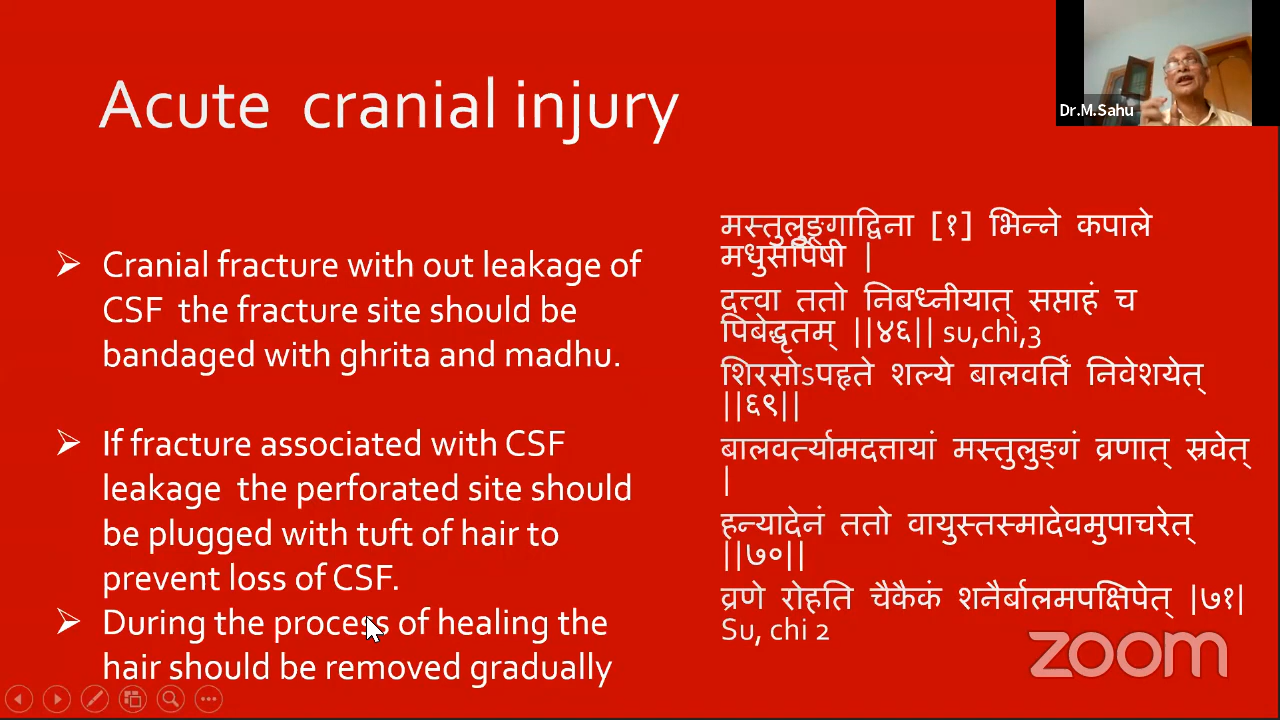 Acute cranial injury
Dr.M.Sahu
Cranial fracture with out leakage of
CSF the fracture site should be
bandaged with ghrita and madhu.
If fracture associated with CSF
leakage the perforated site should
be plugged with tuft of hair to
prevent loss of CSF.
During the process of healing the
hair should be removed gradually
मस्तुलुङ्गाद्विना [१] भिन्ने कपाले
मधुसर्पिषी |
दत्त्वा ततो निबध्नीयात् सप्ताहं च
पिबेद्धृतम् ||४६|| su,chi,3
शिरसोऽपहृते शल्ये बालवर्तिं निवेशयेत्
||६९||
बालवर्त्यामदत्तायां मस्तुलुङ्गं व्रणात् स्रवेत्
|
हन्यादेनं ततो वायुस्तस्मादेवमुपाचरेत्
||७०||
व्रणे रोहति चैकैकं शनैर्बालमपक्षिपेत् |७१|
Su, chi 2
zoom